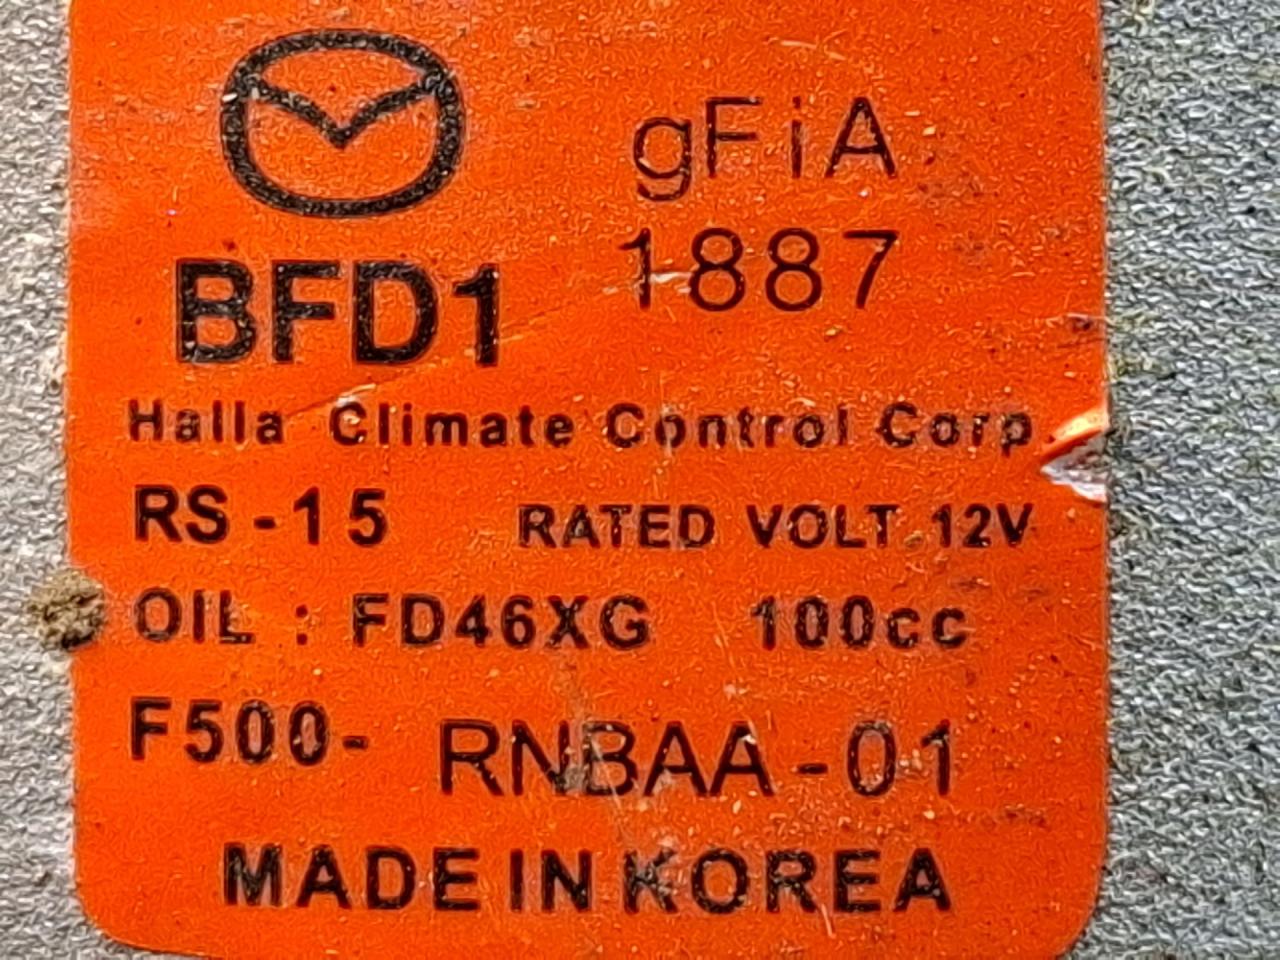 gFiA
1887
BFD1
Halla Climate Control Corp
RS-15 RATED VOLT 12V
OIL : FD46XG 100cc
F500- RNBAA-01
MADE IN KOREA